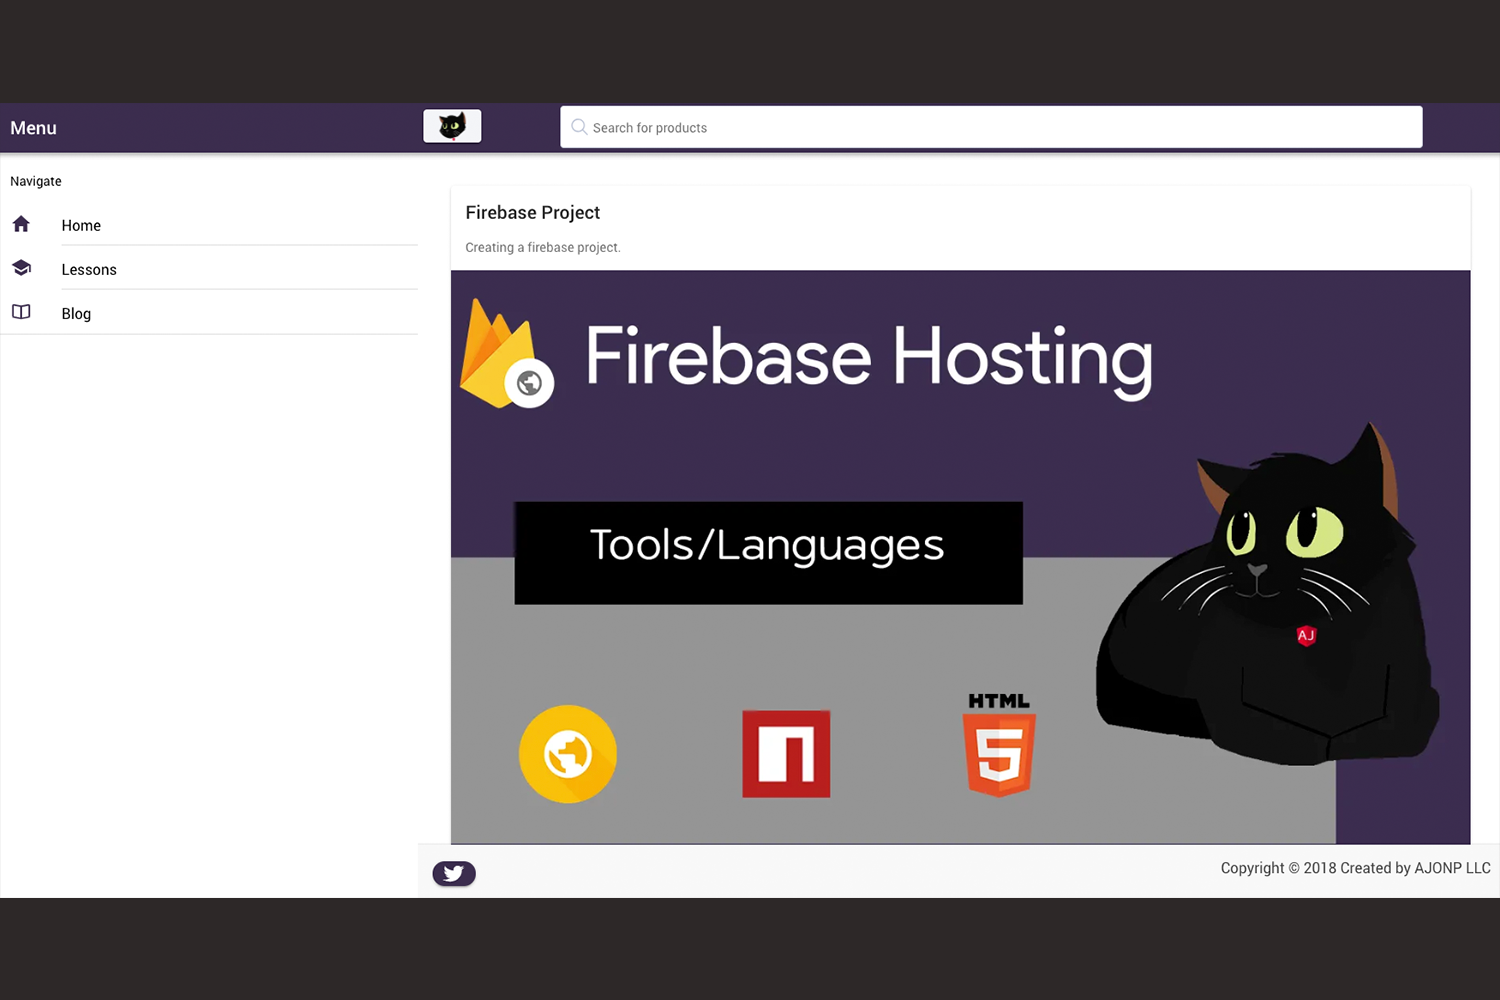 Menu
Search for products
Navigate
Home
Lessons
Blog
Firebase Project
Creating a firebase project.
Firebase Hosting
Tools/Languages
AJ
HTML
5
Copyright © 2018 Created by AJONP LLC